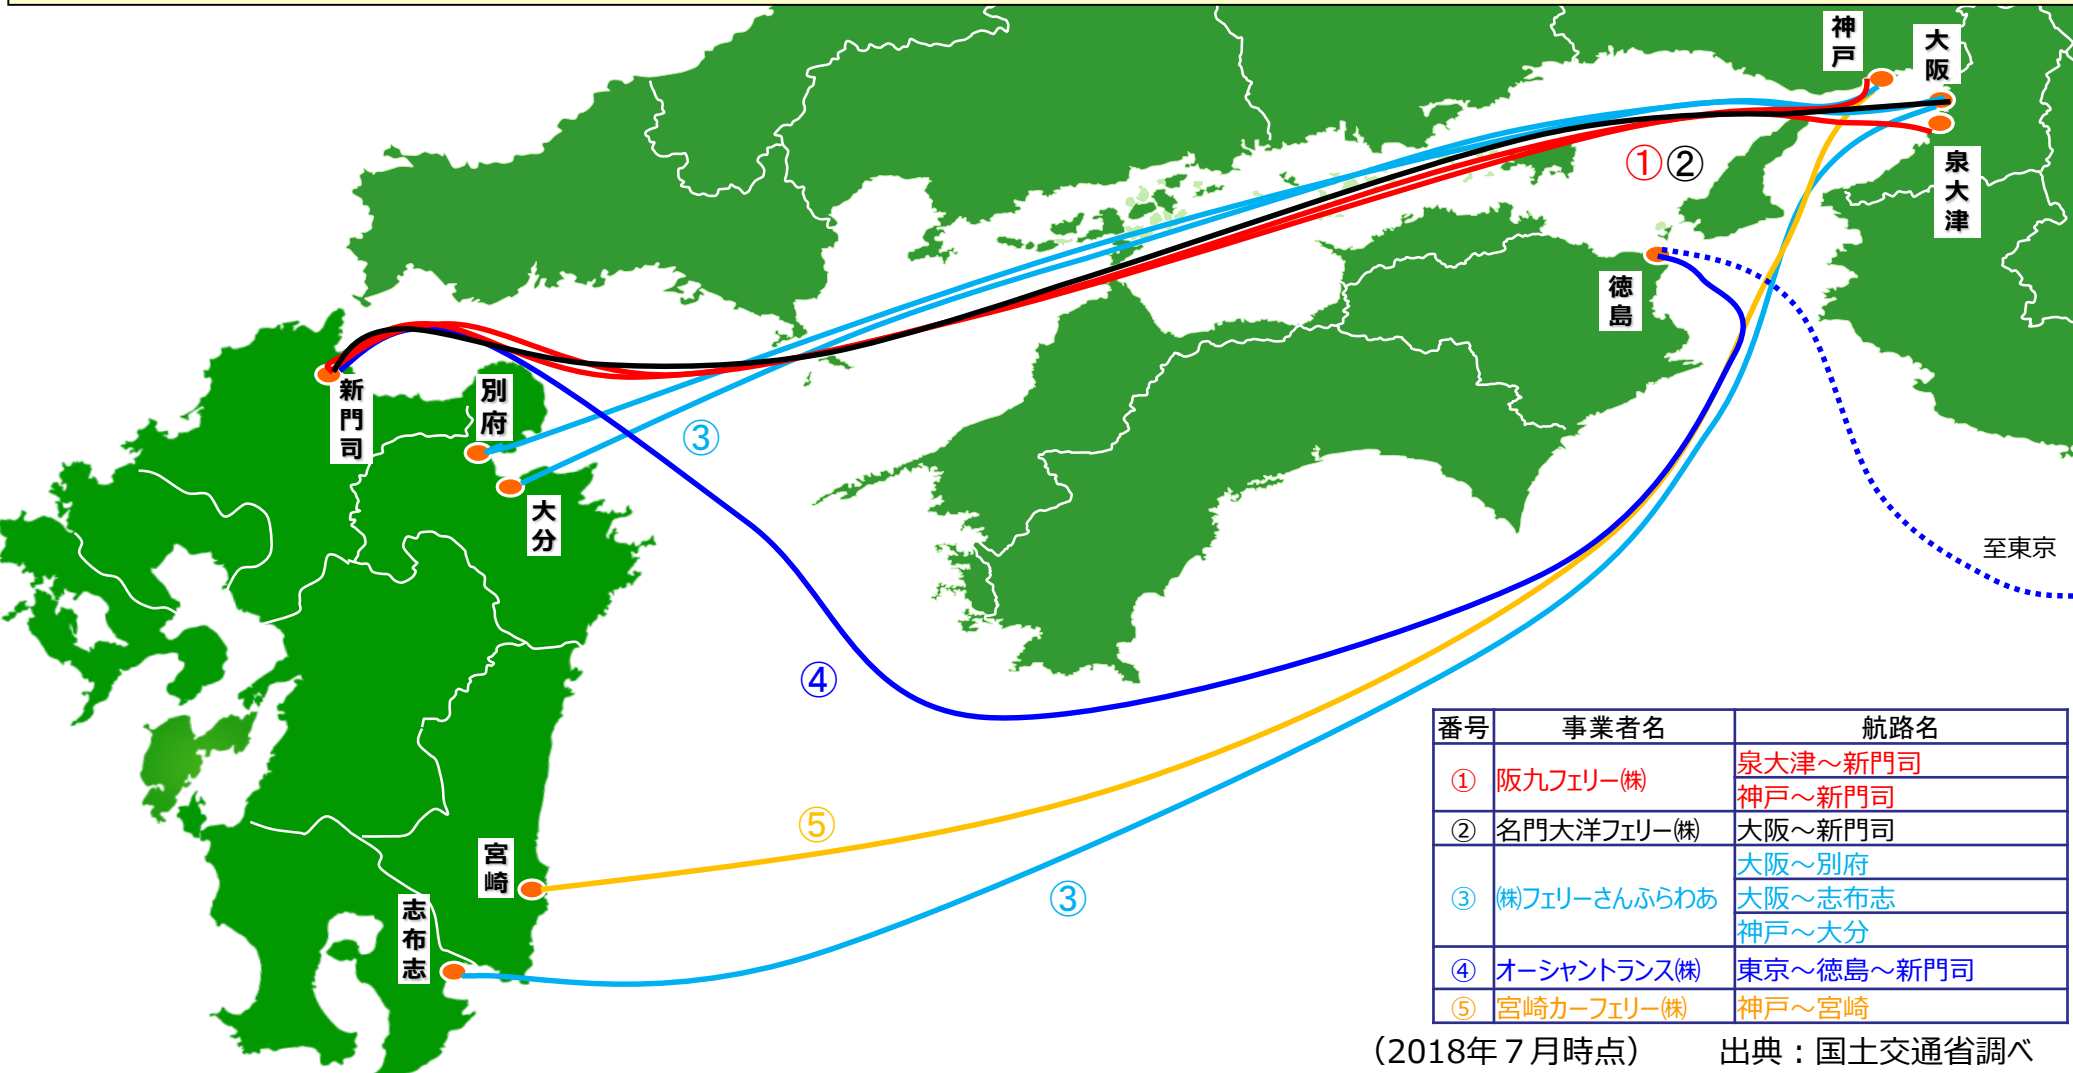 神戸
大阪
①②
泉大津
徳島
新門司
別府
③
大分
至東京
④
⑤
宮崎
③
志布志
番号 事業者名 航路名
① 阪九フェリー㈱ 泉大津～新門司
神戸～新門司
② 名門大洋フェリー㈱ 大阪～新門司
③ ㈱フェリーさんふらわあ 大阪～別府
大阪～志布志
神戸～大分
④ オーシャントランス㈱ 東京～徳島～新門司
⑤ 宮崎カーフェリー㈱ 神戸～宮崎
（2018年７月時点） 出典：国土交通省調べ